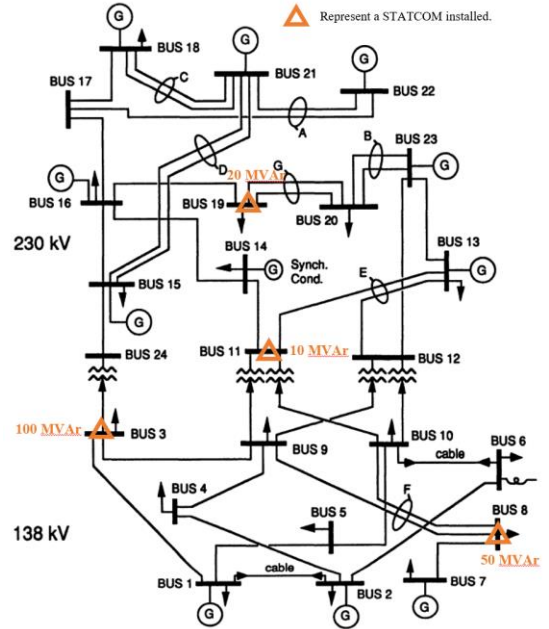 Represent a STATCOM installed.
G
G
G
BUS 18
BUS 21
BUS 17
BUS 22
C
A
B
BUS 23
D
G
20 MVAr
G
G
BUS 16
BUS 19
BUS 20
230 kV
BUS 14
BUS 13
G
Synch.
Cond.
G
BUS 15
E
G
BUS 24
BUS 11
10 MVAr
BUS 12
100 MVAr
BUS 3
BUS 9
BUS 10
BUS 6
cable
BUS 4
F
BUS 8
BUS 5
138 kV
50 MVAr
cable
BUS 1
BUS 2
BUS 7
G
G
G